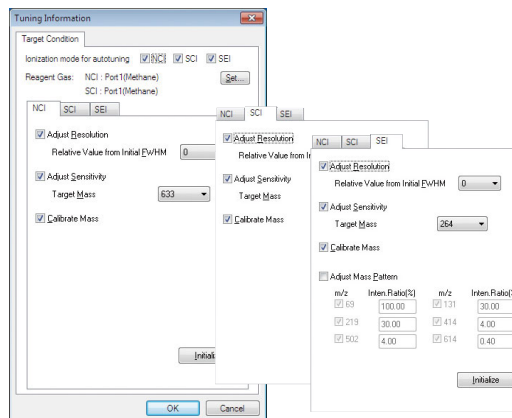 Tuning Information
Target Condition
Ionization mode for autotuning NCI SCI SEI
Reagent Gas: NCI : Port1(Methane) Set...
SCI : Port1(Methane)
NCI SCI SEI
Adjust Resolution
Relative Value from Initial FWHM 0
Adjust Sensitivity
Target Mass 633
Calibrate Mass
OK Cancel
NCI SCI SEI
Adjust Resolution
Relative Value from
Adjust Sensitivity
Target Mass
Calibrate Mass
NCI SCI SEI
Adjust Resolution
Relative Value from Initial FWHM 0
Adjust Sensitivity
Target Mass 264
Calibrate Mass
Adjust Mass Pattern
m/z Inten.Ratio(%) m/z
69 100.00 131 30.00
219 30.00 414 4.00
502 4.00 614 0.40
Initialize